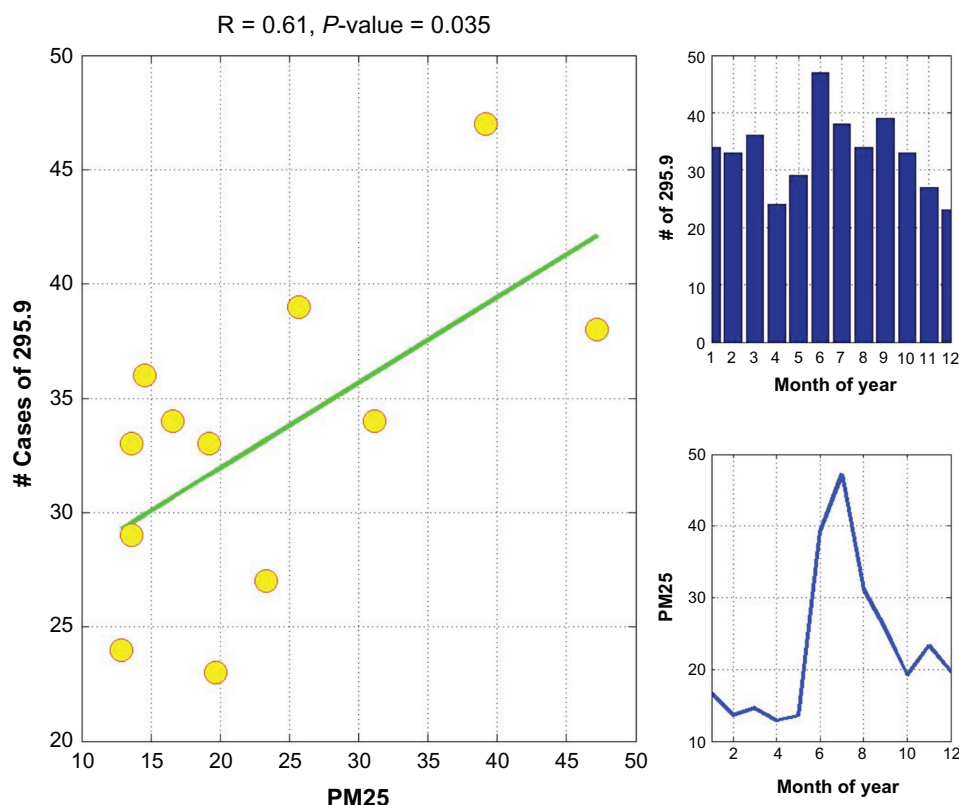 R = 0.61, P-value = 0.035
50
45
40
35
30
25
20
# Cases of 295.9
10 15 20 25 30 35 40 45 50
PM25
50
40
30
20
10
0
# of 295.9
1 2 3 4 5 6 7 8 9 10 11 12
Month of year
50
40
30
20
10
PM25
2 4 6 8 10 12
Month of year